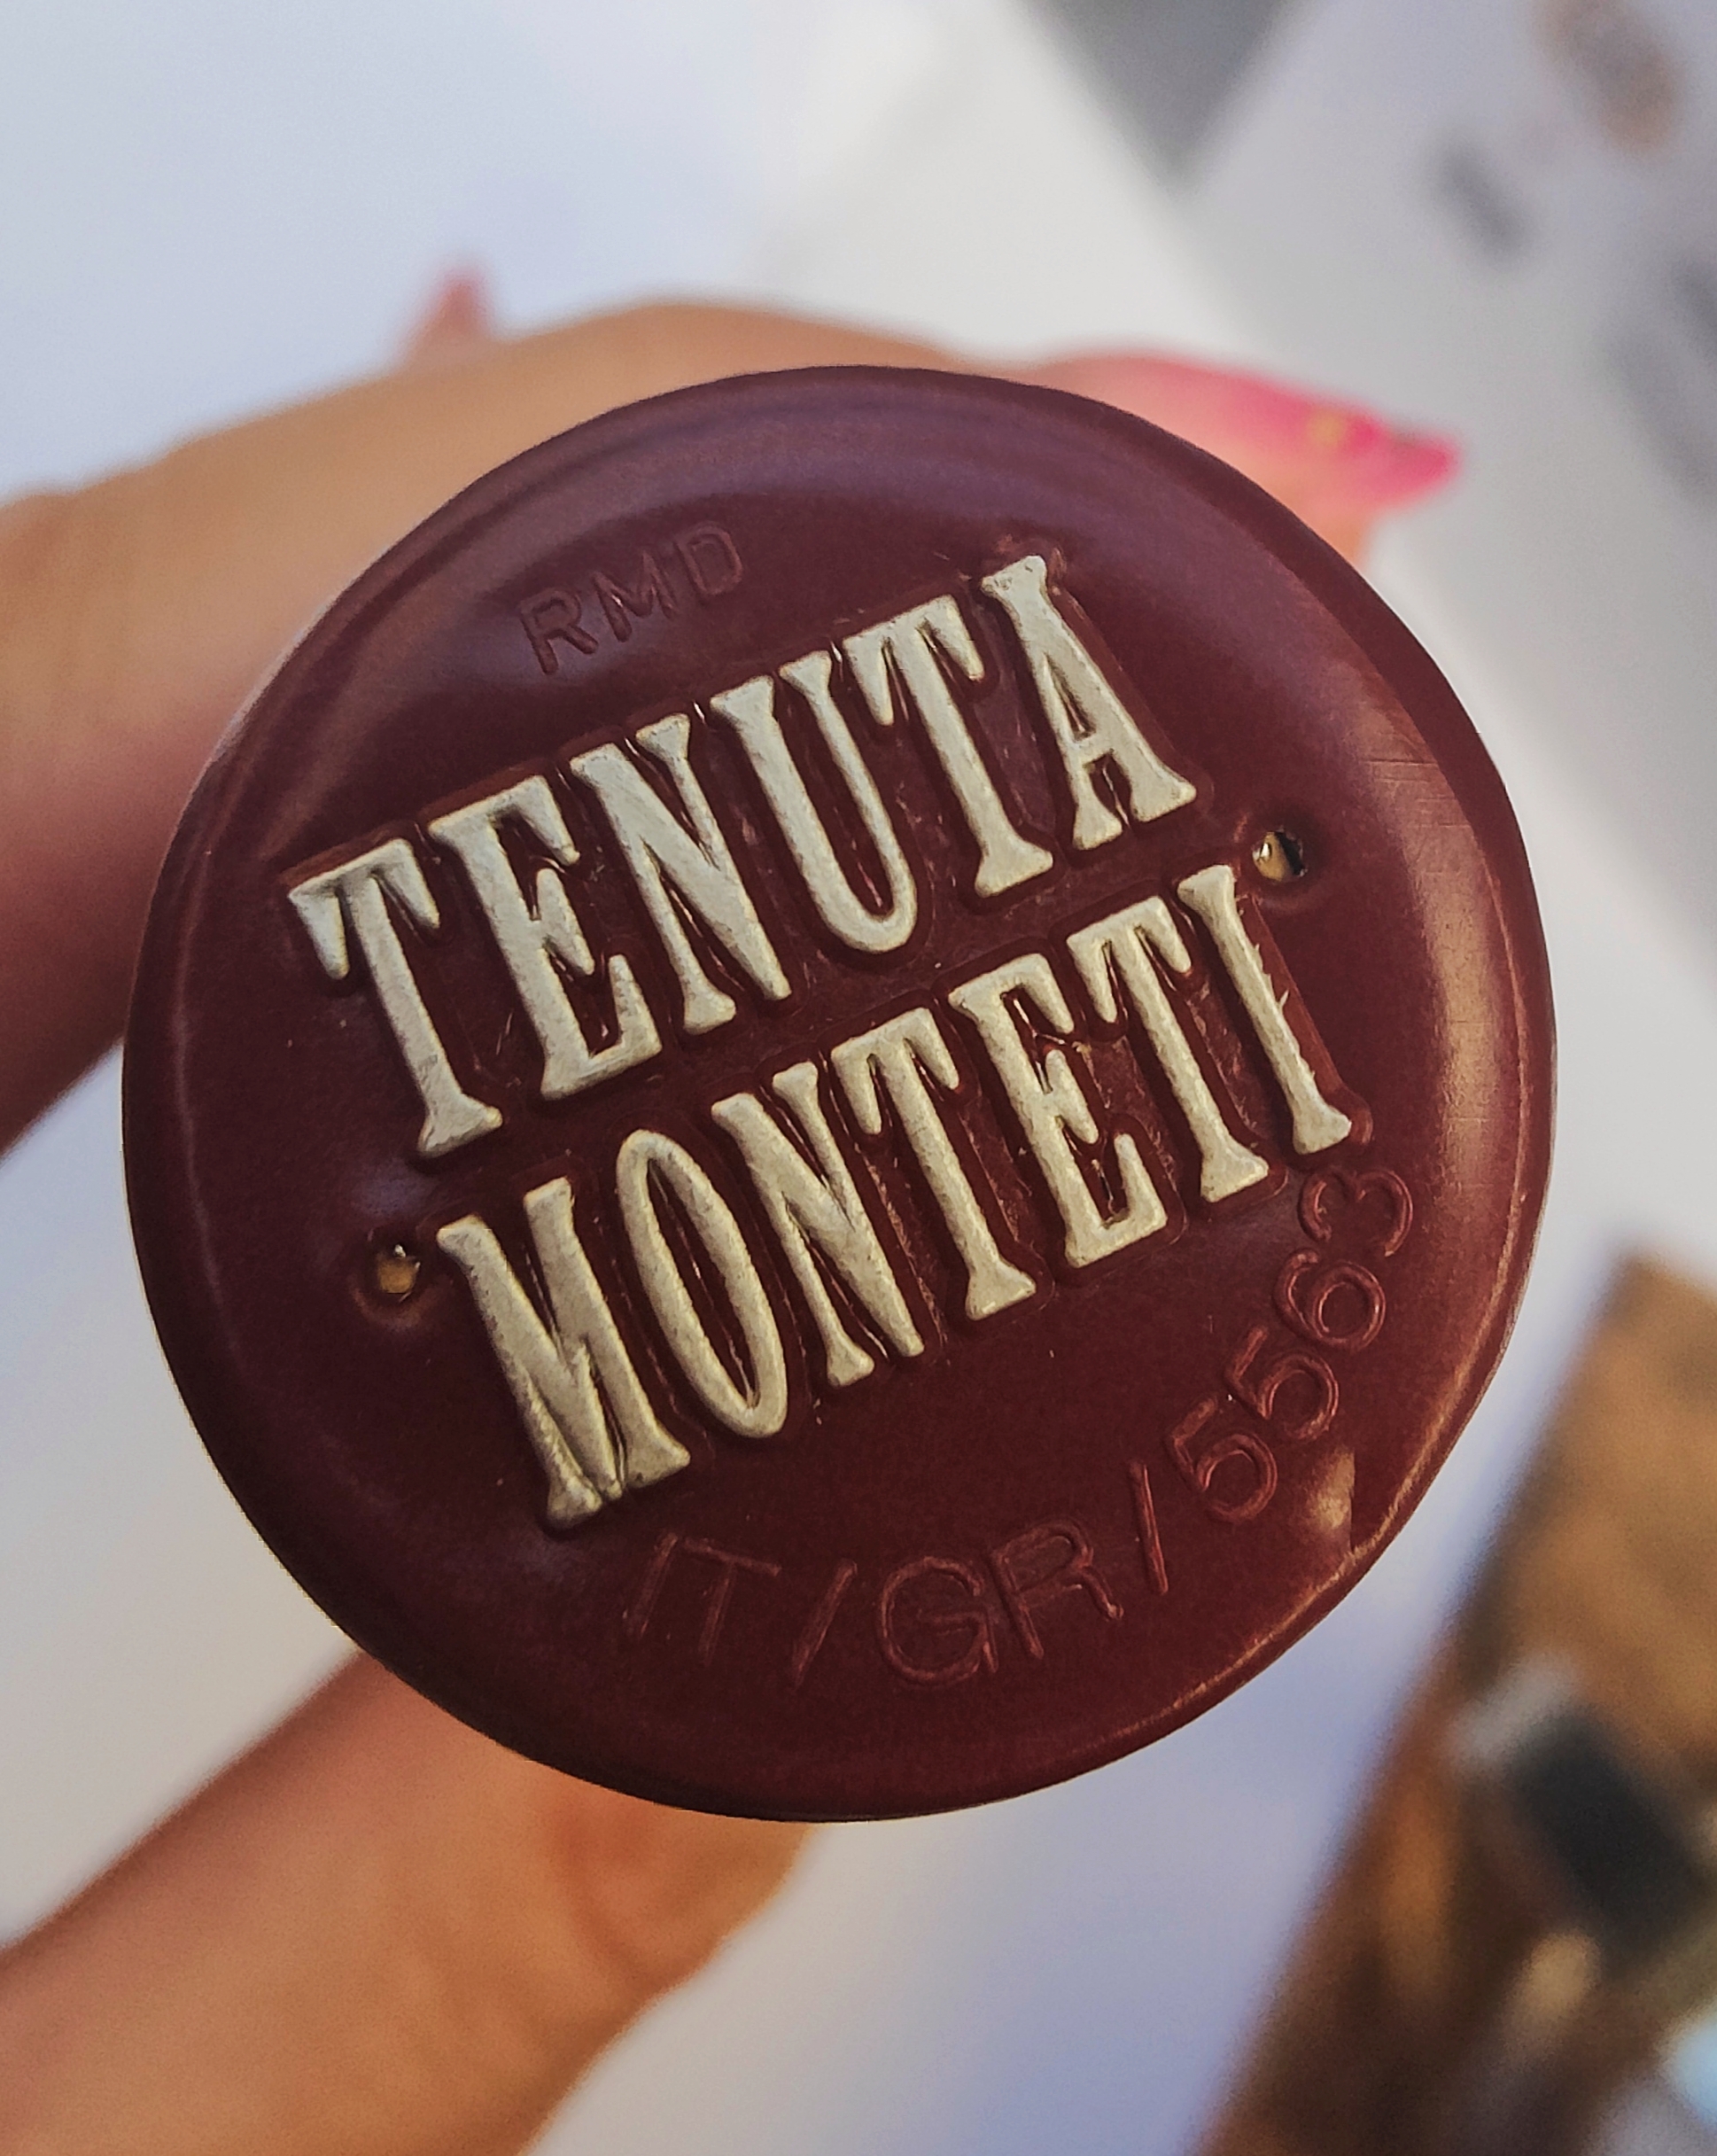 RMD
TENUTA
MONTETI
IT/GR/5563